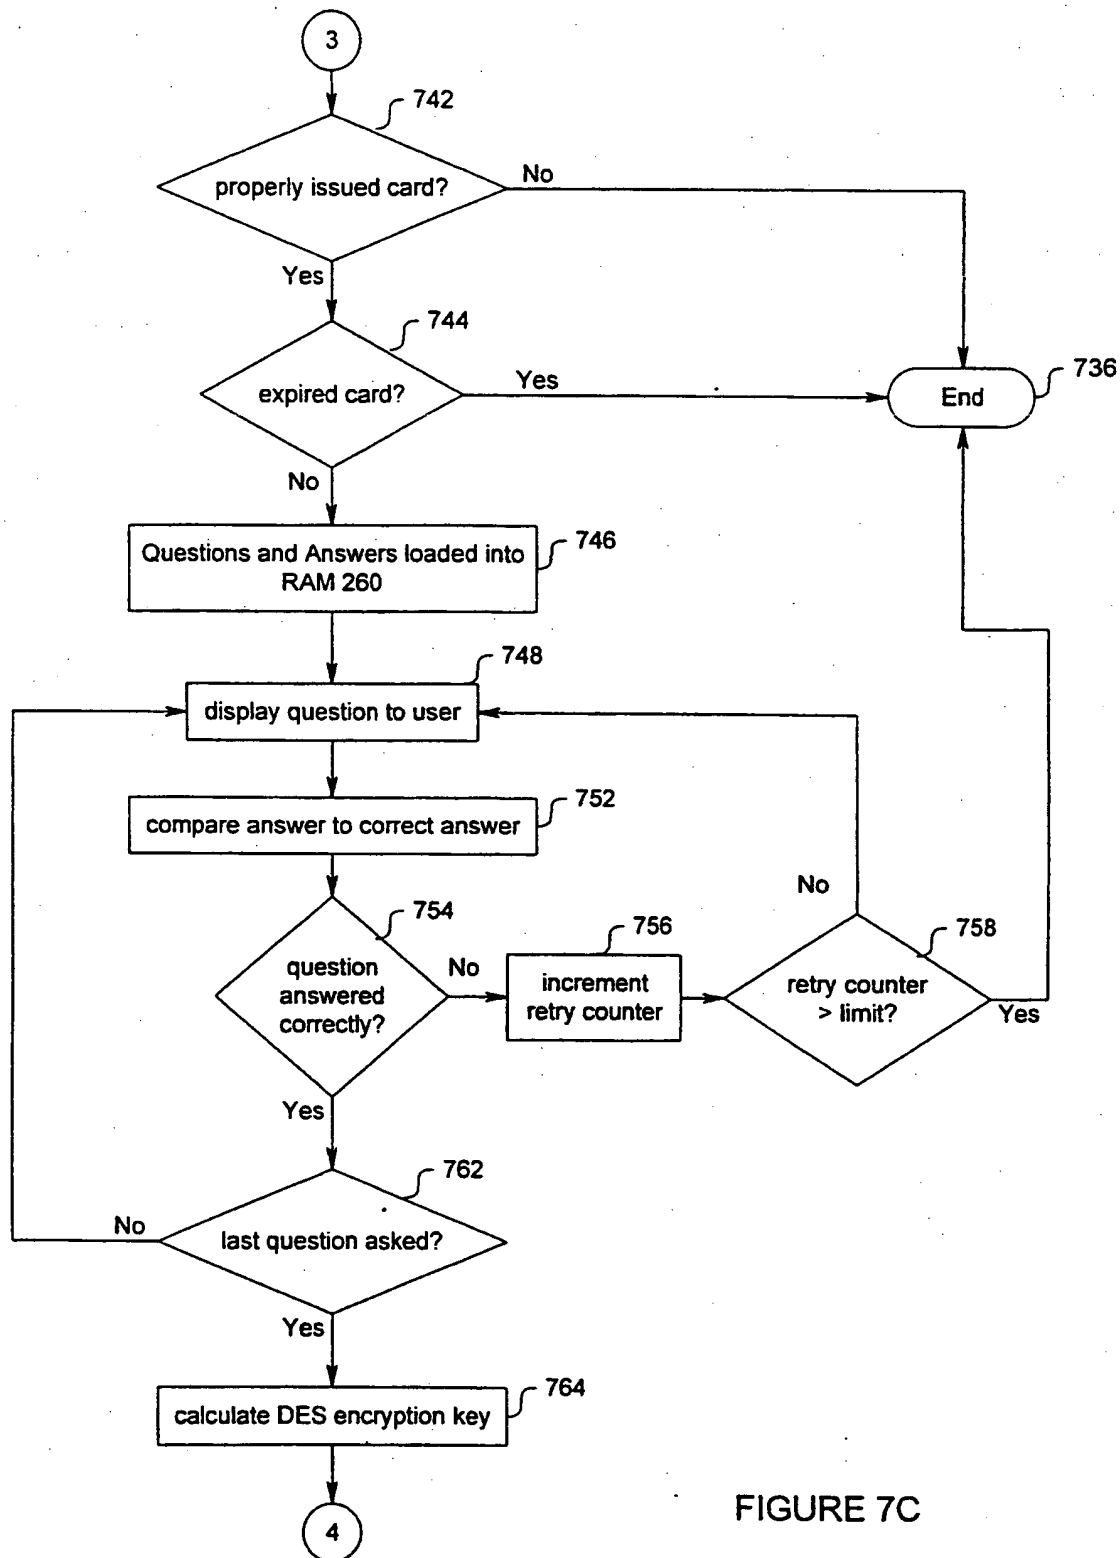 3
742
properly issued card?
No
Yes
744
expired card?
Yes
736
End
No
Questions and Answers loaded into
RAM 260
746
748
display question to user
752
compare answer to correct answer
754
question
answered
correctly?
No
756
increment
retry counter
No
758
retry counter
> limit?
Yes
Yes
762
last question asked?
No
Yes
764
calculate DES encryption key
4
FIGURE 7C